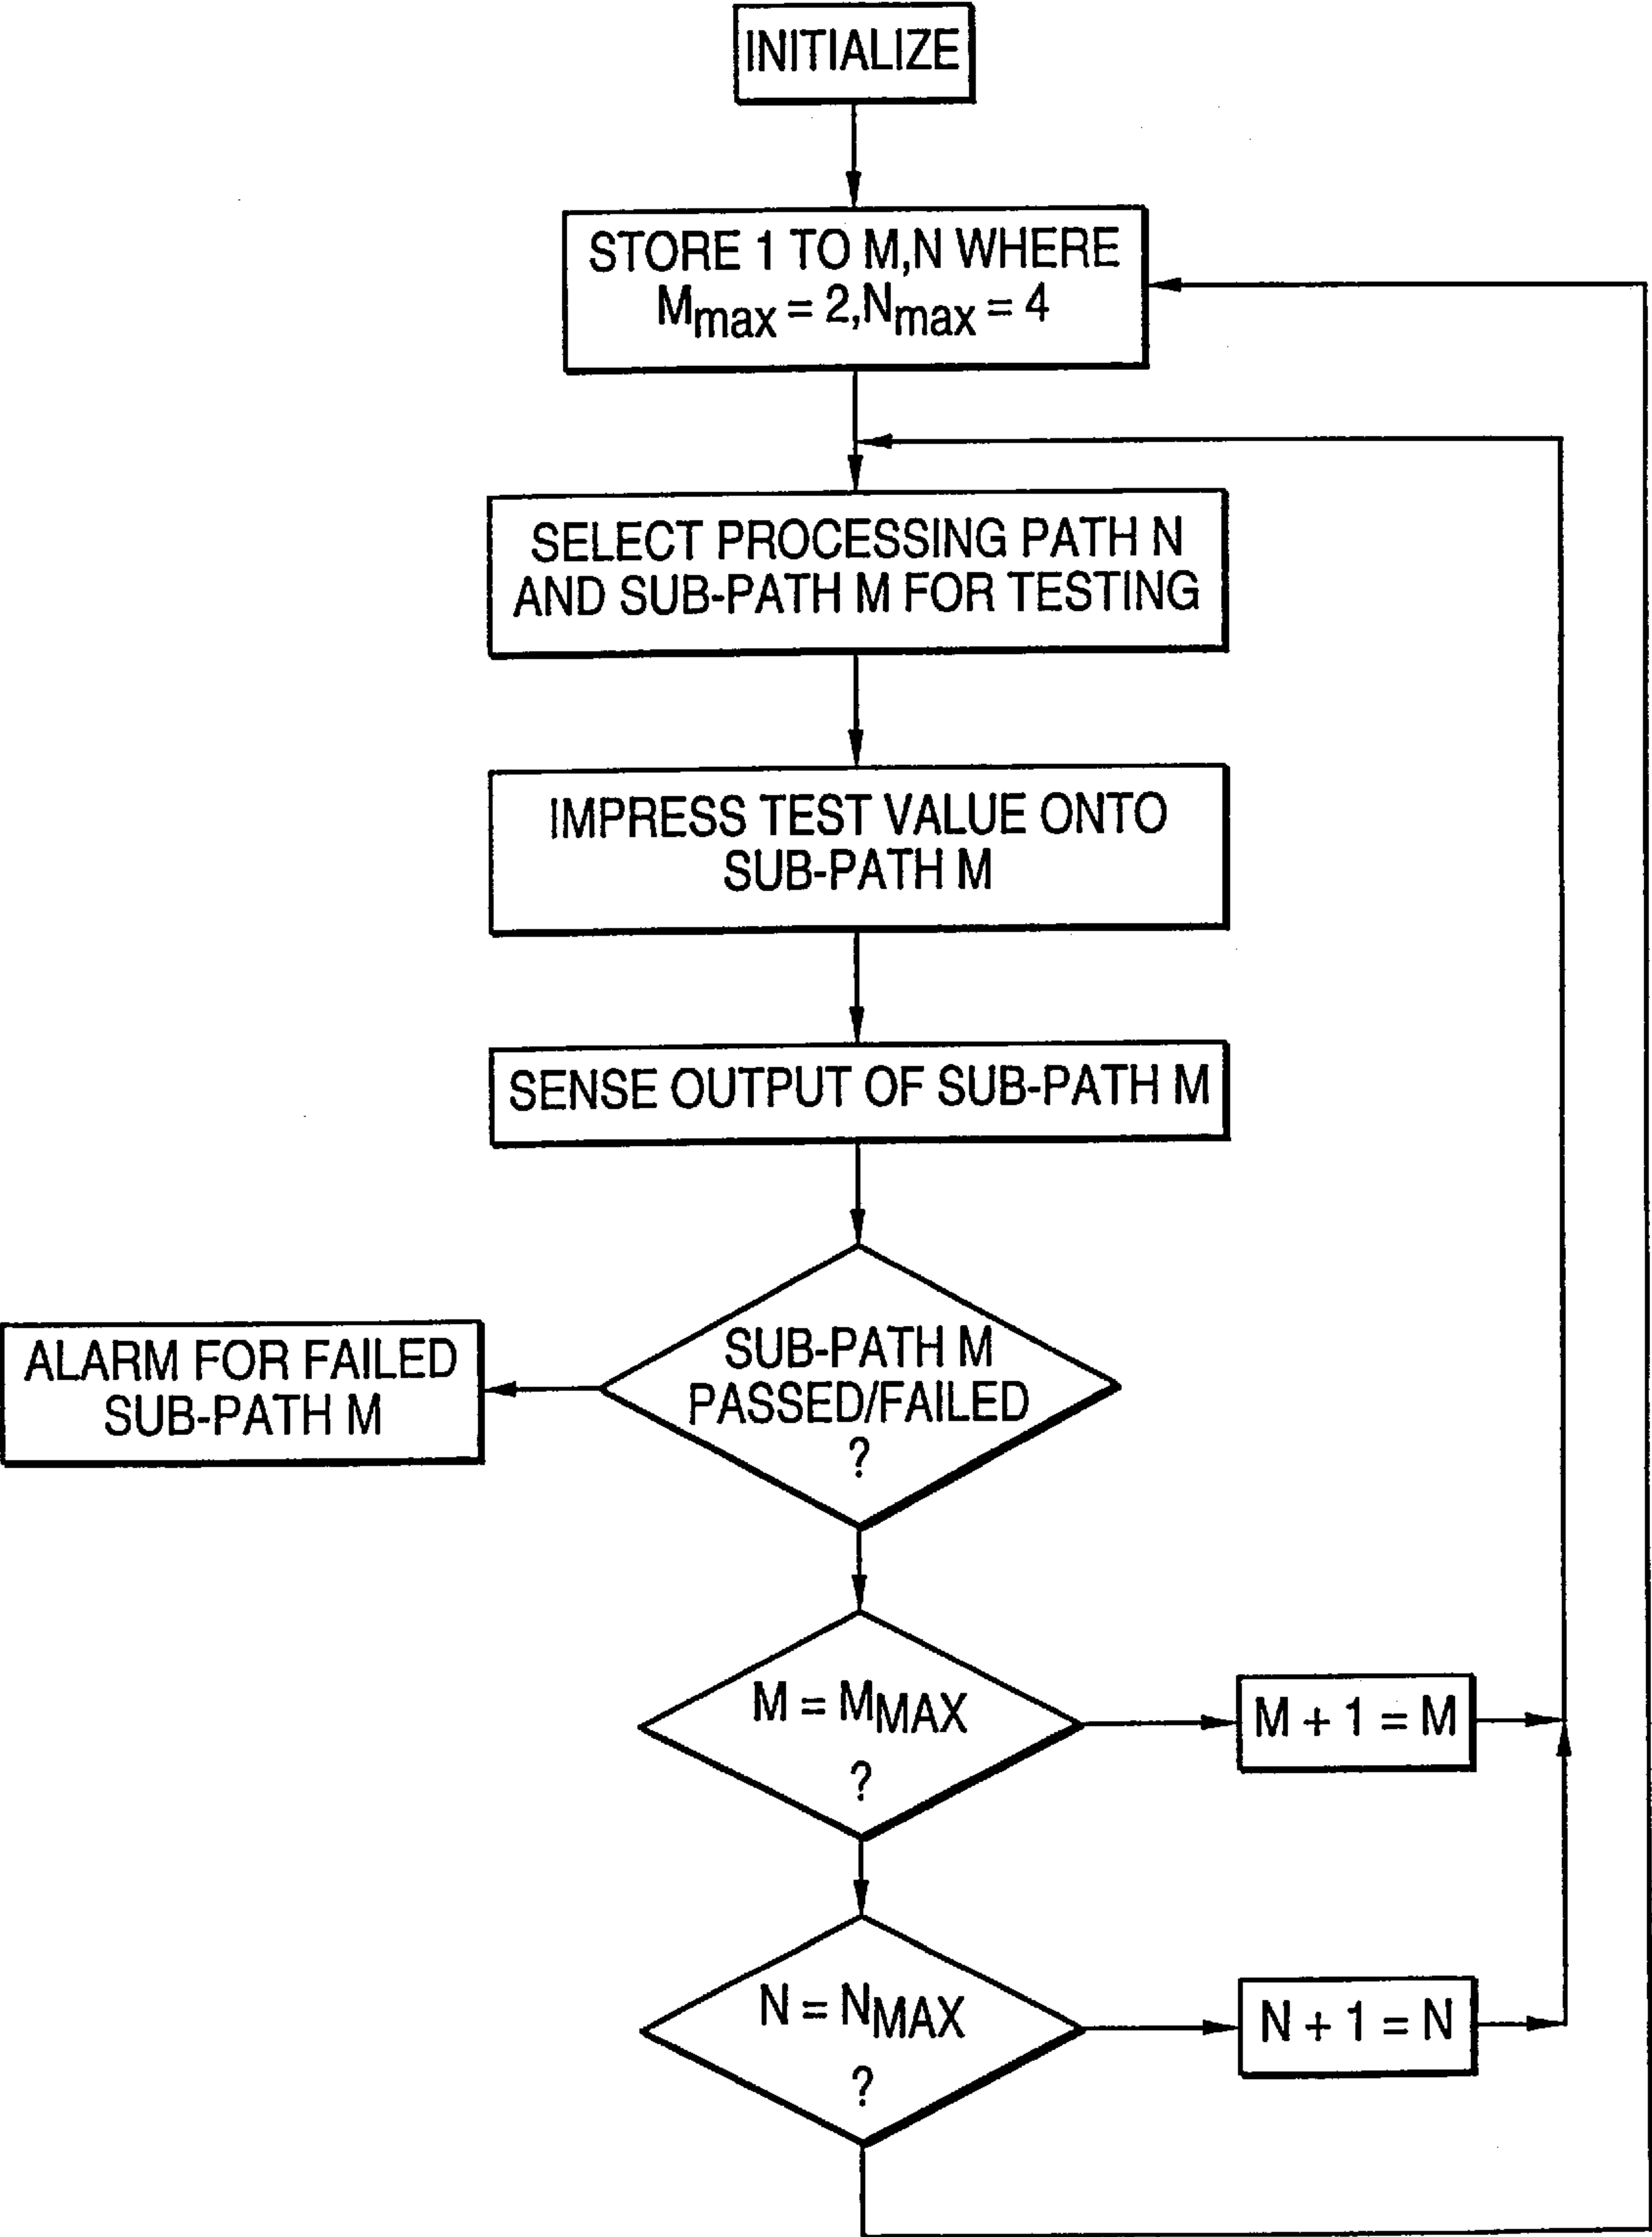 INITIALIZE
STORE 1 TO M,N WHERE
Mmax = 2,Nmax = 4
SELECT PROCESSING PATH N
AND SUB-PATH M FOR TESTING
IMPRESS TEST VALUE ONTO
SUB-PATH M
SENSE OUTPUT OF SUB-PATH M
SUB-PATH M
PASSED/FAILED
?
ALARM FOR FAILED
SUB-PATH M
M = MMAX
?
M + 1 = M
N = NMAX
?
N + 1 = N